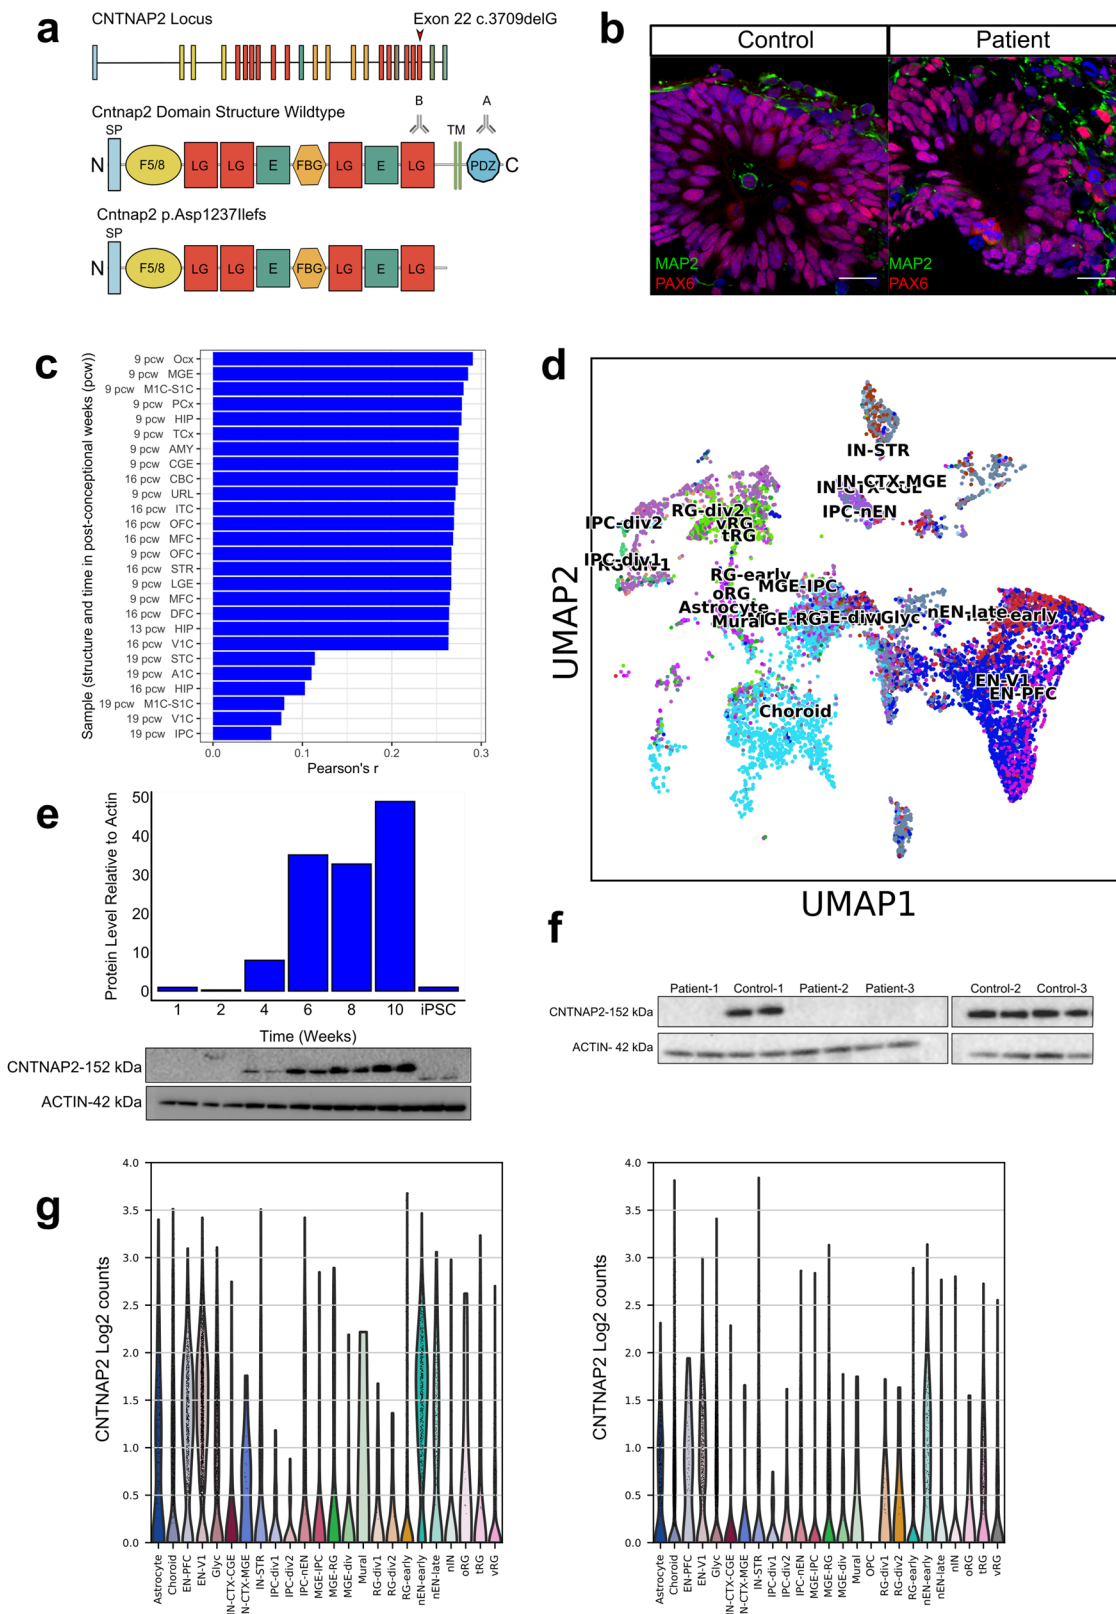 a
CNTNAP2 Locus
Exon 22 c.3709delG
Cntnap2 Domain Structure Wildtype
B
A
SP
TM
N
F5/8
LG
LG
E
FBG
LG
E
LG
PDZ
C
Cntnap2 p.Asp1237Ilefs
SP
N
F5/8
LG
LG
E
FBG
LG
E
LG
b
Control
Patient
MAP2
PAX6
MAP2
PAX6
c
Sample (structure and time in post-conceptional weeks (pcw))
9 pcw Ocx
9 pcw MGE
9 pcw M1C-S1C
9 pcw PCx
9 pcw HIP
9 pcw TCx
9 pcw AMY
9 pcw CGE
16 pcw CBC
9 pcw URL
16 pcw ITC
16 pcw OFC
16 pcw MFC
9 pcw OFC
16 pcw STR
9 pcw LGE
9 pcw MFC
16 pcw DFC
13 pcw HIP
16 pcw V1C
19 pcw STC
19 pcw A1C
16 pcw HIP
19 pcw M1C-S1C
19 pcw V1C
19 pcw IPC
0.0 0.1 0.2 0.3
Pearson's r
d
UMAP2
IN-STR
IN-CTX-MGE
IN-CTX-CGE
IPC-nEN
RG-div2
IPC-div2
vRG
tRG
IPC-div1
RG-div1
RG-early
MGE-IPC
oRG
Astrocyte
Mural
MGE-RG
Glyc
nEN-late
EN-V1
EN-PFC
Choroid
UMAP1
e
Protein Level Relative to Actin
50
40
30
20
10
0
1 2 4 6 8 10 iPSC
Time (Weeks)
CNTNAP2-152 kDa
ACTIN-42 kDa
f
Patient-1 Control-1 Patient-2 Patient-3 Control-2 Control-3
CNTNAP2-152 kDa
ACTIN- 42 kDa
g
CNTNAP2 Log2 counts
4.0
3.5
3.0
2.5
2.0
1.5
1.0
0.5
0.0
Astrocyte
Choroid
EN-PFC
EN-V1
Glyc
IN-CTX-CGE
IN-CTX-MGE
IN-STR
IPC-div1
IPC-div2
IPC-nEN
MGE-IPC
MGE-RG
MGE-div
Mural
RG-div1
RG-div2
RG-early
nEN-early
nEN-late
nIN
oRG
tRG
vRG
CNTNAP2 Log2 counts
4.0
3.5
3.0
2.5
2.0
1.5
1.0
0.5
0.0
Astrocyte
Choroid
EN-PFC
EN-V1
Glyc
IN-CTX-CGE
IN-CTX-MGE
IN-STR
IPC-div1
IPC-div2
IPC-nEN
MGE-IPC
MGE-RG
MGE-div
Mural
OPC
RG-div1
RG-div2
RG-early
nEN-early
nEN-late
nIN
oRG
tRG
vRG